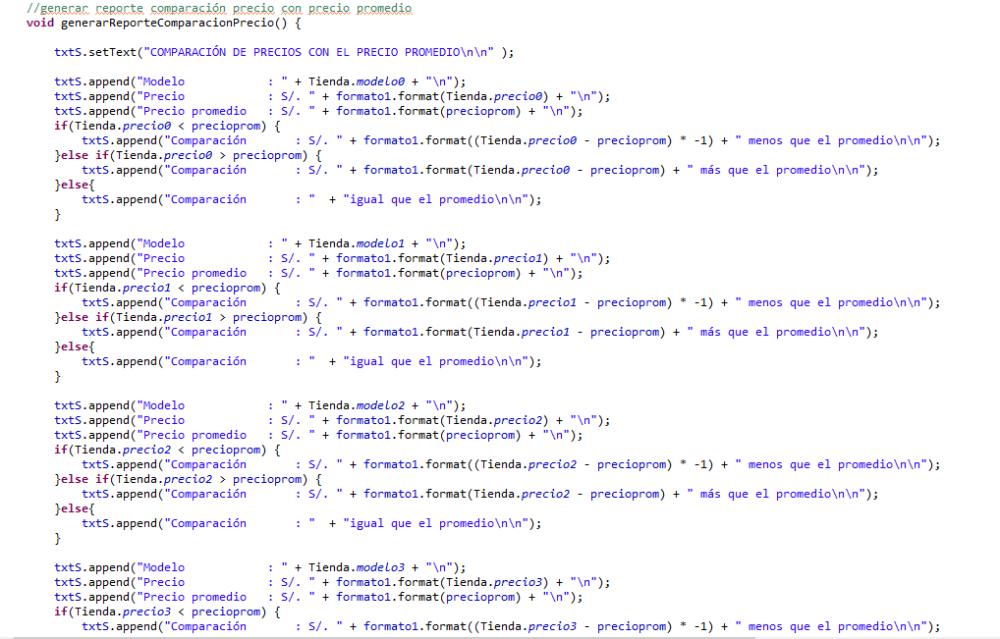 //generar reporte comparación precio con precio promedio
void generarReporteComparacionPrecio() {
txtS.setText("COMPARACIÓN DE PRECIOS CON EL PRECIO PROMEDIO\n\n" );
txtS.append("Modelo            : " + Tienda.modelo0 + "\n");
txtS.append("Precio            : S/. " + formato1.format(Tienda.precio0) + "\n");
txtS.append("Precio promedio   : S/. " + formato1.format(precioprom) + "\n");
if(Tienda.precio0 < precioprom) {
txtS.append("Comparación       : S/. " + formato1.format((Tienda.precio0 - precioprom) * -1) + " menos que el promedio\n\n");
}else if(Tienda.precio0 > precioprom) {
txtS.append("Comparación       : S/. " + formato1.format(Tienda.precio0 - precioprom) + " más que el promedio\n\n");
}else{
txtS.append("Comparación       : "  + "igual que el promedio\n\n");
}
txtS.append("Modelo            : " + Tienda.modelo1 + "\n");
txtS.append("Precio            : S/. " + formato1.format(Tienda.precio1) + "\n");
txtS.append("Precio promedio   : S/. " + formato1.format(precioprom) + "\n");
if(Tienda.precio1 < precioprom) {
txtS.append("Comparación       : S/. " + formato1.format((Tienda.precio1 - precioprom) * -1) + " menos que el promedio\n\n");
}else if(Tienda.precio1 > precioprom) {
txtS.append("Comparación       : S/. " + formato1.format(Tienda.precio1 - precioprom) + " más que el promedio\n\n");
}else{
txtS.append("Comparación       : "  + "igual que el promedio\n\n");
}
txtS.append("Modelo            : " + Tienda.modelo2 + "\n");
txtS.append("Precio            : S/. " + formato1.format(Tienda.precio2) + "\n");
txtS.append("Precio promedio   : S/. " + formato1.format(precioprom) + "\n");
if(Tienda.precio2 < precioprom) {
txtS.append("Comparación       : S/. " + formato1.format((Tienda.precio2 - precioprom) * -1) + " menos que el promedio\n\n");
}else if(Tienda.precio2 > precioprom) {
txtS.append("Comparación       : S/. " + formato1.format(Tienda.precio2 - precioprom) + " más que el promedio\n\n");
}else{
txtS.append("Comparación       : "  + "igual que el promedio\n\n");
}
txtS.append("Modelo            : " + Tienda.modelo3 + "\n");
txtS.append("Precio            : S/. " + formato1.format(Tienda.precio3) + "\n");
txtS.append("Precio promedio   : S/. " + formato1.format(precioprom) + "\n");
if(Tienda.precio3 < precioprom) {
txtS.append("Comparación       : S/. " + formato1.format((Tienda.precio3 - precioprom) * -1) + " menos que el promedio\n\n");